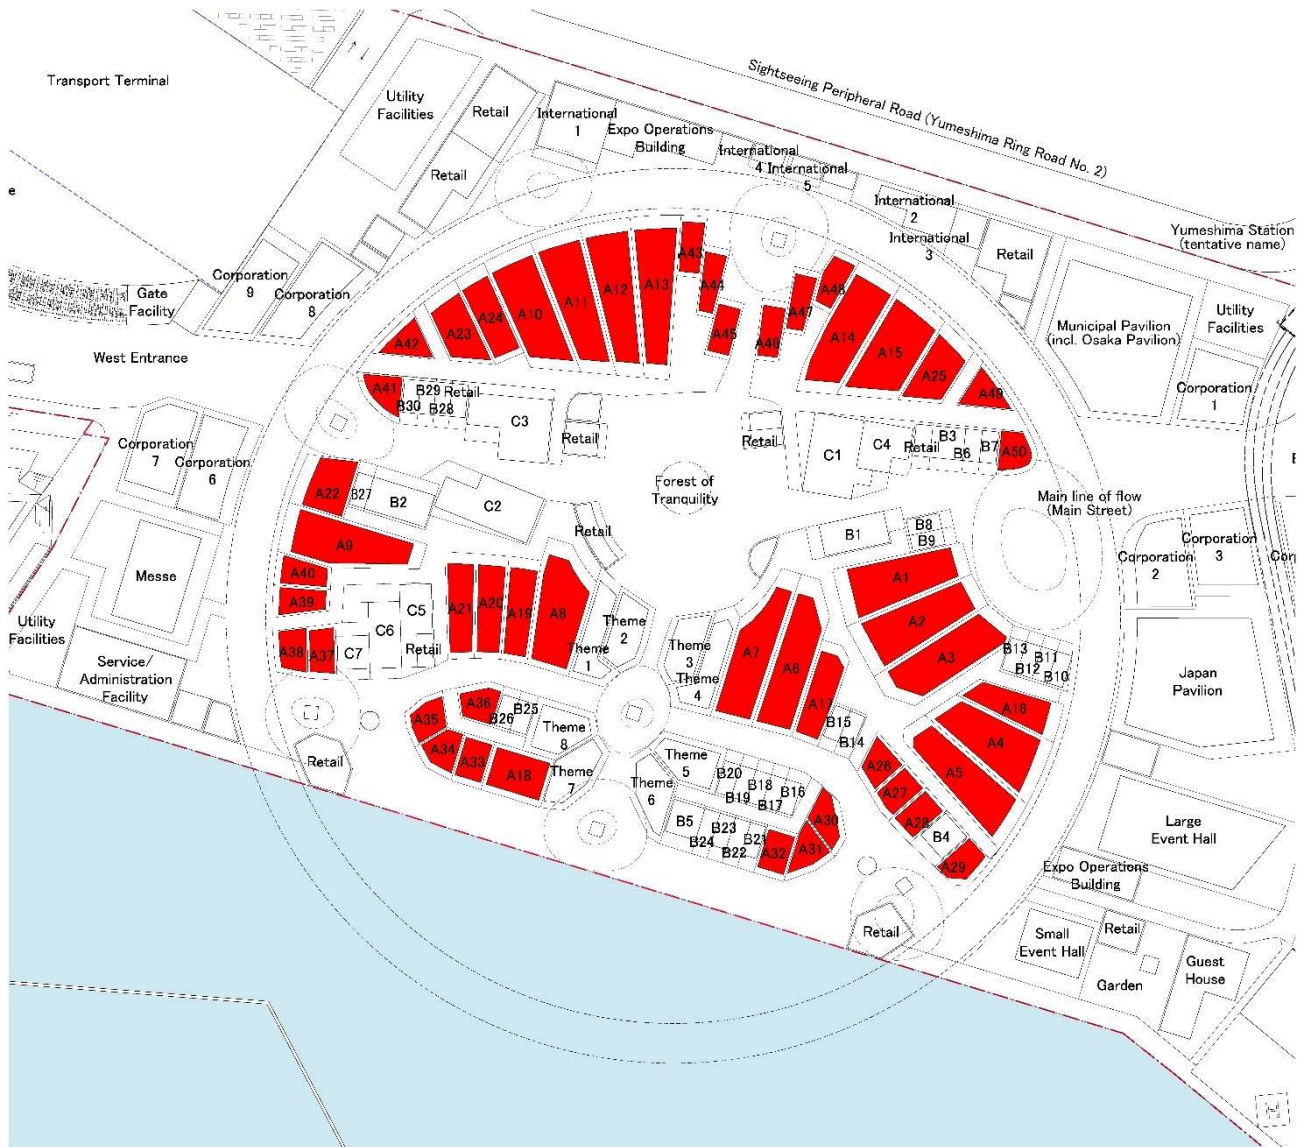 Transport Terminal
Utility
Facilities
Retail
Retail
International
1
Expo Operations
Building
International
4
International
5
Sightseeing Peripheral Road (Yumeshima Ring Road No. 2)
International
2
International
3
Retail
Yumeshima Station
(tentative name)
e
Gate
Facility
Corporation
9
Corporation
8
West Entrance
Municipal Pavilion
(incl. Osaka Pavilion)
Utility
Facilities
Corporation
1
A42
A23
A24
A10
A11
A12
A13
A43
A44
A45
A46
A47
A48
A14
A15
A25
A49
A41
B30
B29
B28
Retail
C3
Retail
Retail
C1
C4
Retail
B3
B6
B7
A50
Corporation
7
Corporation
6
A22
B27
B2
C2
Retail
Forest of
Tranquility
Main line of flow
(Main Street)
B1
B8
B9
Corporation
2
Corporation
3
Messe
A9
A40
A39
A38
A37
C5
C6
C7
Retail
A21
A20
A19
A8
Theme
1
Theme
2
Theme
3
Theme
4
A7
A6
A17
B15
B14
A1
A2
A3
B13
B12
B11
B10
Japan
Pavilion
Utility
Facilities
Service/
Administration
Facility
Retail
A35
A36
B26
B25
Theme
8
A34
A33
A18
Theme
7
Theme
5
Theme
6
B20
B19
B18
B17
B16
B5
B24
B23
B22
B21
A32
A31
A30
A26
A27
A28
B4
A29
A16
A4
A5
Large
Event Hall
Expo Operations
Building
Retail
Small
Event Hall
Retail
Garden
Guest
House